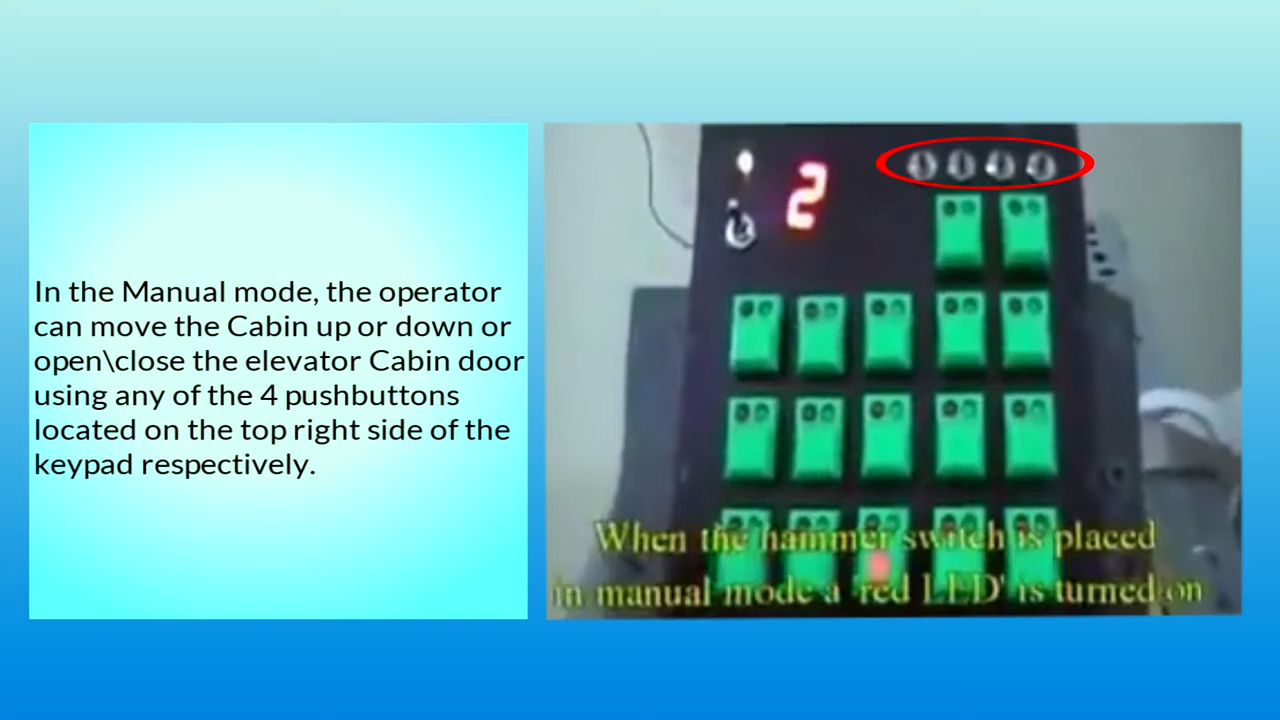 In the Manual mode, the operator
can move the Cabin up or down or
open\close the elevator Cabin door
using any of the 4 pushbuttons
located on the top right side of the
keypad respectively.
2
When the hammer switch is placed
in manual mode a 'red LED' is turned on